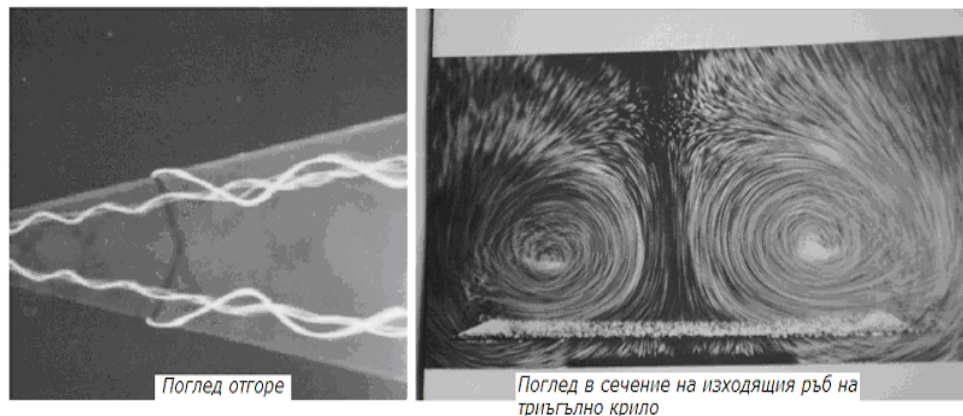 Поглед отгоре
Поглед в сечение на изходящия ръб на
триъгълно крило